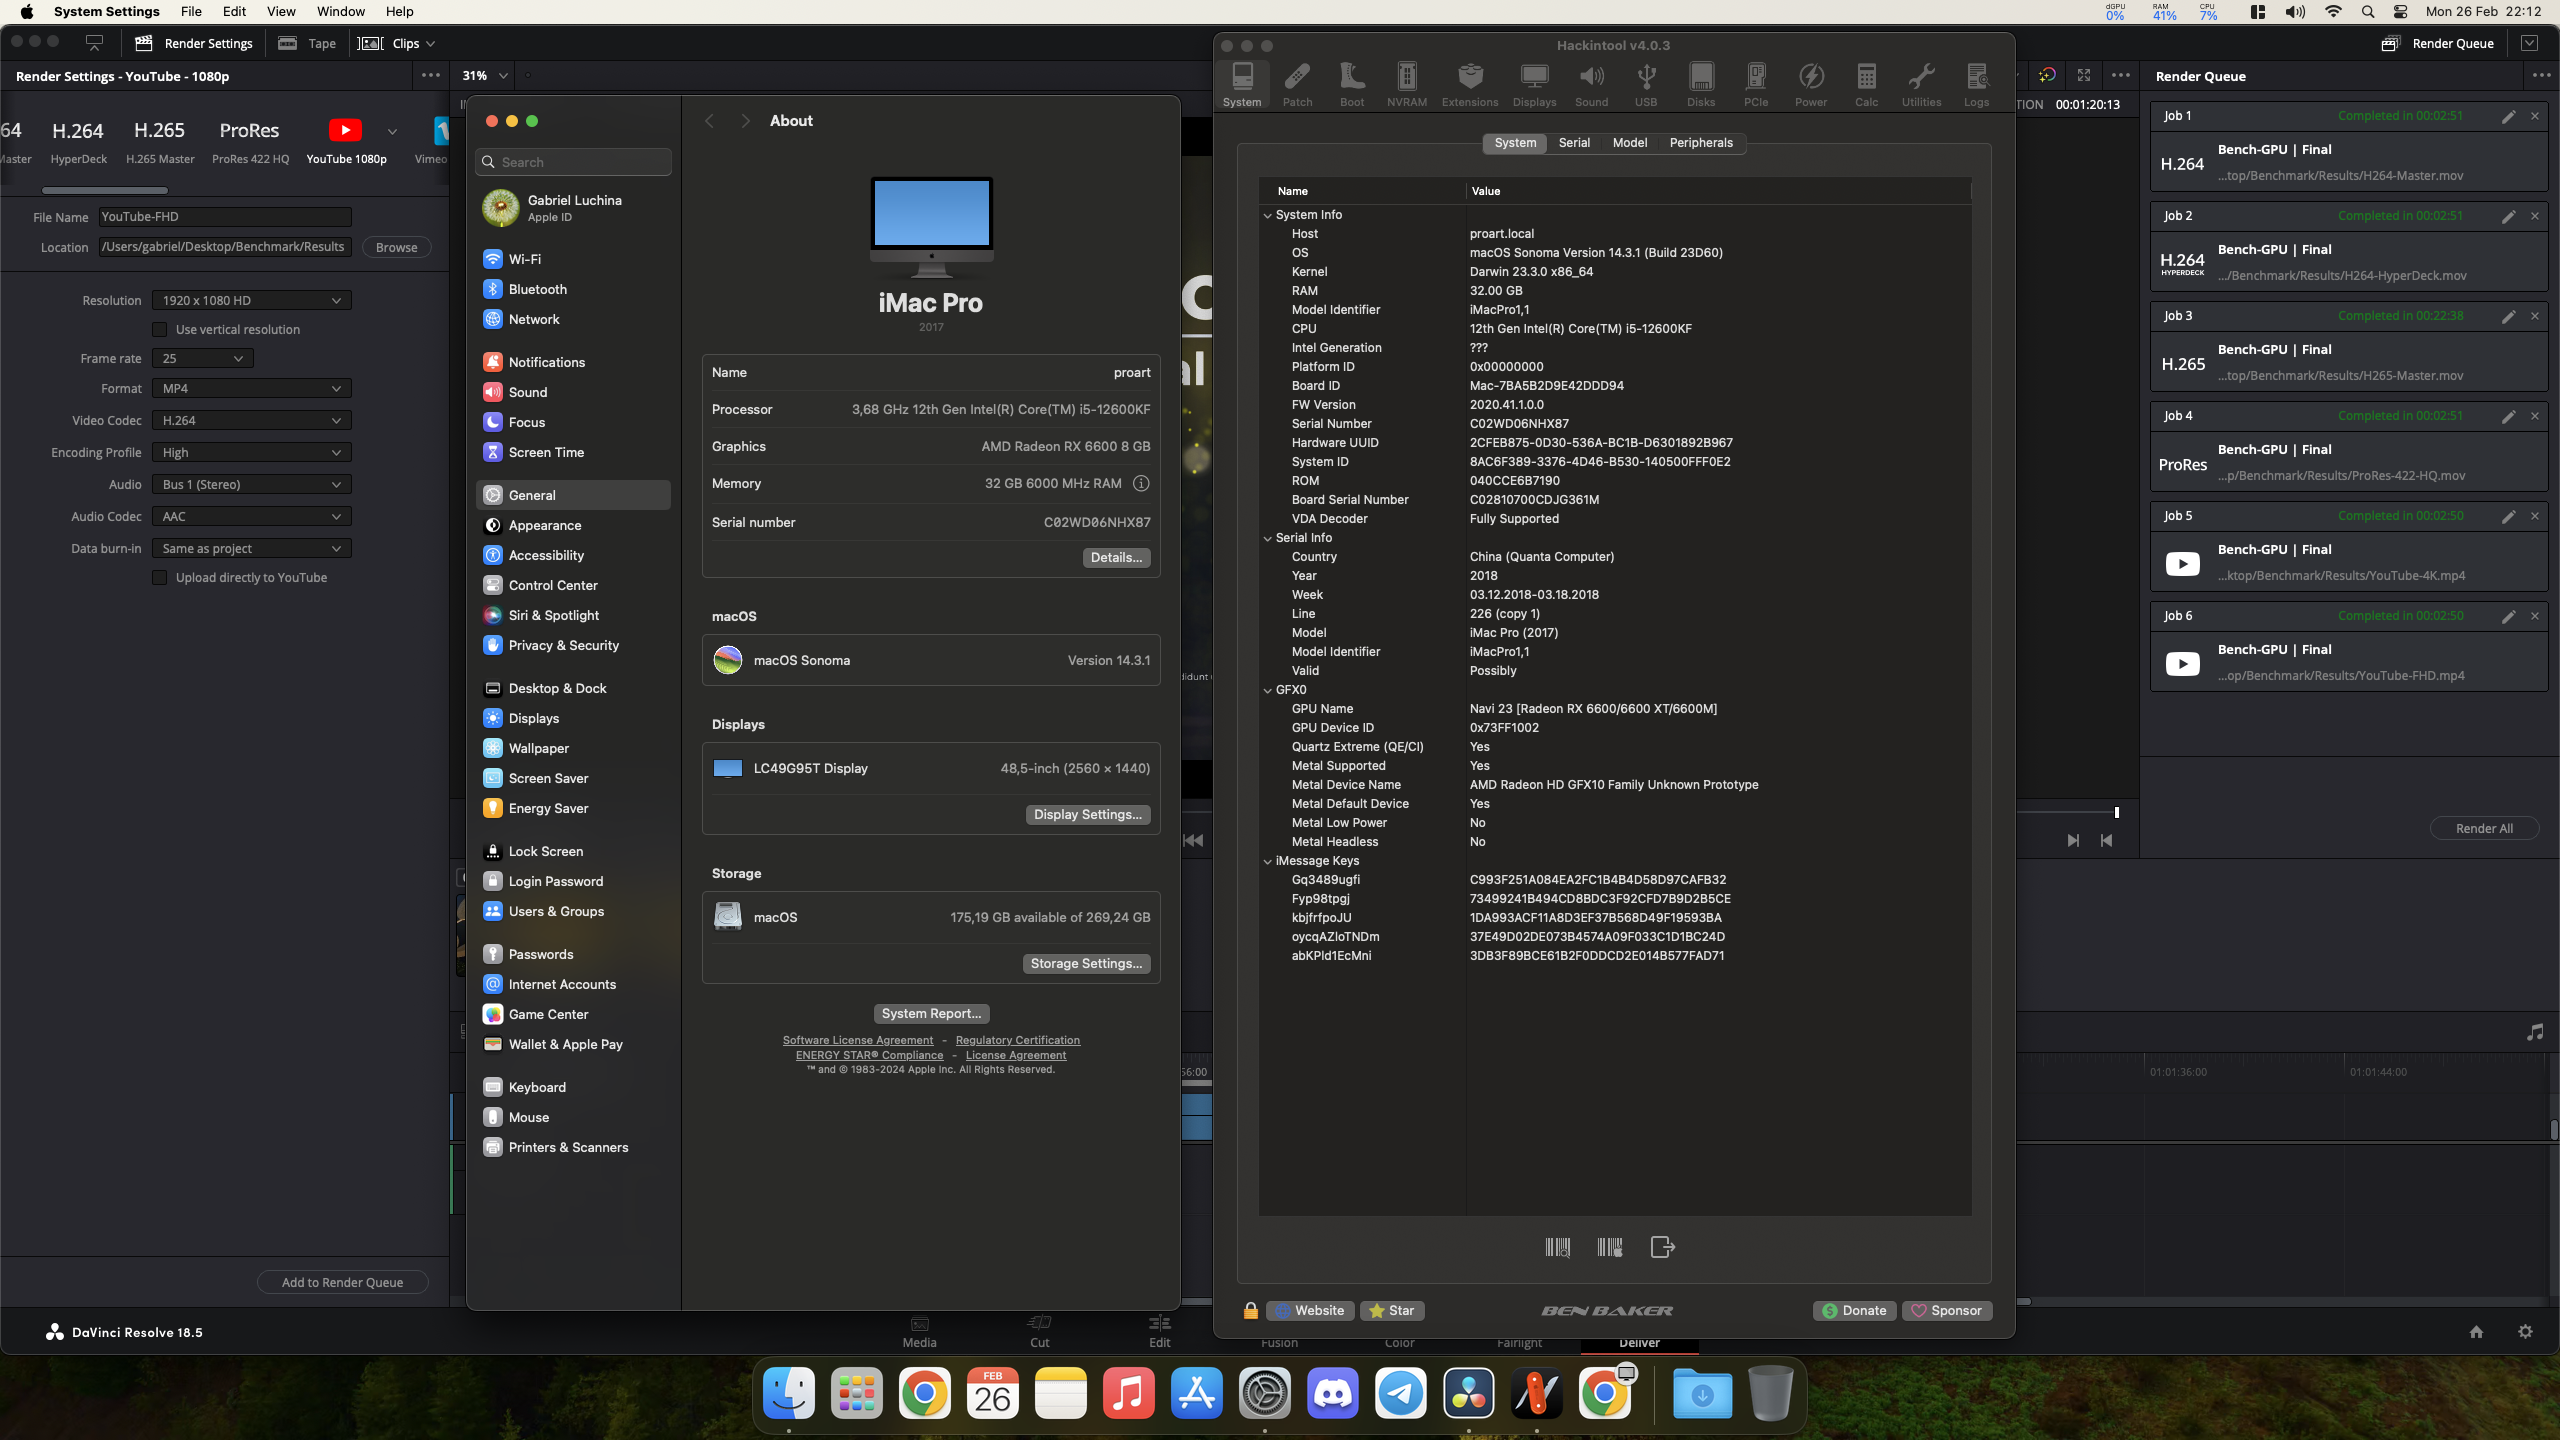 System Settings File Edit View Window Help
dGPU 0% RAM 41% CPU 7% Mon 26 Feb 22:12
Render Settings Tape Clips
Render Queue
Render Settings - YouTube - 1080p
31%
64 H.264 H.265 ProRes
Master HyperDeck H.265 Master ProRes 422 HQ YouTube 1080p Vimeo
File Name YouTube-FHD
Location /Users/gabriel/Desktop/Benchmark/Results Browse
Resolution 1920 x 1080 HD
Use vertical resolution
Frame rate 25
Format MP4
Video Codec H.264
Encoding Profile High
Audio Bus 1 (Stereo)
Audio Codec AAC
Data burn-in Same as project
Upload directly to YouTube
Add to Render Queue
Search
Gabriel Luchina
Apple ID
Wi-Fi
Bluetooth
Network
Notifications
Sound
Focus
Screen Time
General
Appearance
Accessibility
Control Center
Siri & Spotlight
Privacy & Security
Desktop & Dock
Displays
Wallpaper
Screen Saver
Energy Saver
Lock Screen
Login Password
Users & Groups
Passwords
Internet Accounts
Game Center
Wallet & Apple Pay
Keyboard
Mouse
Printers & Scanners
About
iMac Pro
2017
Name proart
Processor 3,68 GHz 12th Gen Intel(R) Core(TM) i5-12600KF
Graphics AMD Radeon RX 6600 8 GB
Memory 32 GB 6000 MHz RAM
Serial number C02WD06NHX87
Details...
macOS
macOS Sonoma Version 14.3.1
Displays
LC49G95T Display 48,5-inch (2560 × 1440)
Display Settings...
Storage
macOS 175,19 GB available of 269,24 GB
Storage Settings...
System Report...
Software License Agreement - Regulatory Certification
ENERGY STAR® Compliance - License Agreement
™ and © 1983-2024 Apple Inc. All Rights Reserved.
Hackintool v4.0.3
System Patch Boot NVRAM Extensions Displays Sound USB Disks PCIe Power Calc Utilities Logs
System Serial Model Peripherals
Name Value
System Info
Host proart.local
OS macOS Sonoma Version 14.3.1 (Build 23D60)
Kernel Darwin 23.3.0 x86_64
RAM 32.00 GB
Model Identifier iMacPro1,1
CPU 12th Gen Intel(R) Core(TM) i5-12600KF
Intel Generation ???
Platform ID 0x00000000
Board ID Mac-7BA5B2D9E42DDD94
FW Version 2020.41.1.0.0
Serial Number C02WD06NHX87
Hardware UUID 2CFEB875-0D30-536A-BC1B-D6301892B967
System ID 8AC6F389-3376-4D46-B530-140500FFF0E2
ROM 040CCE6B7190
Board Serial Number C02810700CDJG361M
VDA Decoder Fully Supported
Serial Info
Country China (Quanta Computer)
Year 2018
Week 03.12.2018-03.18.2018
Line 226 (copy 1)
Model iMac Pro (2017)
Model Identifier iMacPro1,1
Valid Possibly
GFX0
GPU Name Navi 23 [Radeon RX 6600/6600 XT/6600M]
GPU Device ID 0x73FF1002
Quartz Extreme (QE/CI) Yes
Metal Supported Yes
Metal Device Name AMD Radeon HD GFX10 Family Unknown Prototype
Metal Default Device Yes
Metal Low Power No
Metal Headless No
iMessage Keys
Gq3489ugfi C993F251A084EA2FC1B4B4D58D97CAFB32
Fyp98tpgj 73499241B494CD8BDC3F92CFD7B9D2B5CE
kbjfrfpoJU 1DA993ACF11A8D3EF37B568D49F19593BA
oycqAZloTNDm 37E49D02DE073B4574A09F033C1D1BC24D
abKPld1EcMni 3DB3F89BCE61B2F0DDCD2E014B577FAD71
Website Star BEN BAKER Donate Sponsor
TION 00:01:20:13
Render Queue
Job 1 Completed in 00:02:51
H.264 Bench-GPU | Final
...top/Benchmark/Results/H264-Master.mov
Job 2 Completed in 00:02:51
H.264 HYPERDECK Bench-GPU | Final
.../Benchmark/Results/H264-HyperDeck.mov
Job 3 Completed in 00:22:38
H.265 Bench-GPU | Final
...top/Benchmark/Results/H265-Master.mov
Job 4 Completed in 00:02:51
ProRes Bench-GPU | Final
...p/Benchmark/Results/ProRes-422-HQ.mov
Job 5 Completed in 00:02:50
Bench-GPU | Final
...ktop/Benchmark/Results/YouTube-4K.mp4
Job 6 Completed in 00:02:50
Bench-GPU | Final
...op/Benchmark/Results/YouTube-FHD.mp4
Render All
56:00 01:01:36:00 01:01:44:00
DaVinci Resolve 18.5
Media Cut Edit Fusion Color Fairlight Deliver
FEB
26